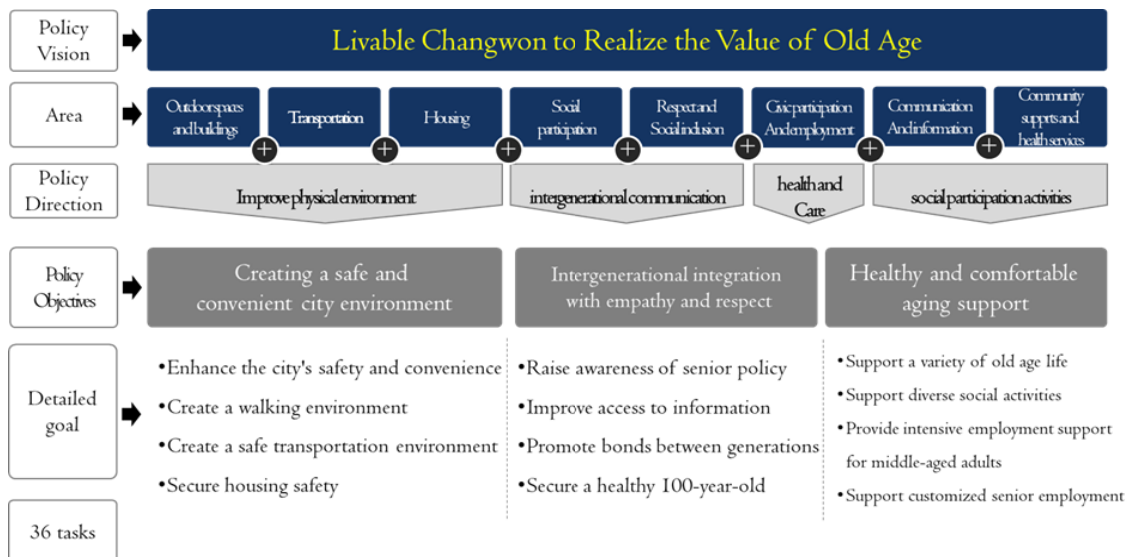 Policy
Vision
Livable Changwon to Realize the Value of Old Age
Area
Outdoor spaces
and buildings
Transportation
Housing
Social
participation
Respect and
Social inclusion
Civic participation
And employment
Communication
And information
Community
supprts and
health services
+
+
+
+
+
+
+
Policy
Direction
Improve physical environment
intergenerational communication
health and
Care
social participation activities
Policy
Objectives
Creating a safe and
convenient city environment
Intergenerational integration
with empathy and respect
Healthy and comfortable
aging support
Detailed
goal
•Enhance the city's safety and convenience
•Create a walking environment
•Create a safe transportation environment
•Secure housing safety
•Raise awareness of senior policy
•Improve access to information
•Promote bonds between generations
•Secure a healthy 100-year-old
•Support a variety of old age life
•Support diverse social activities
•Provide intensive employment support
for middle-aged adults
•Support customized senior employment
36 tasks